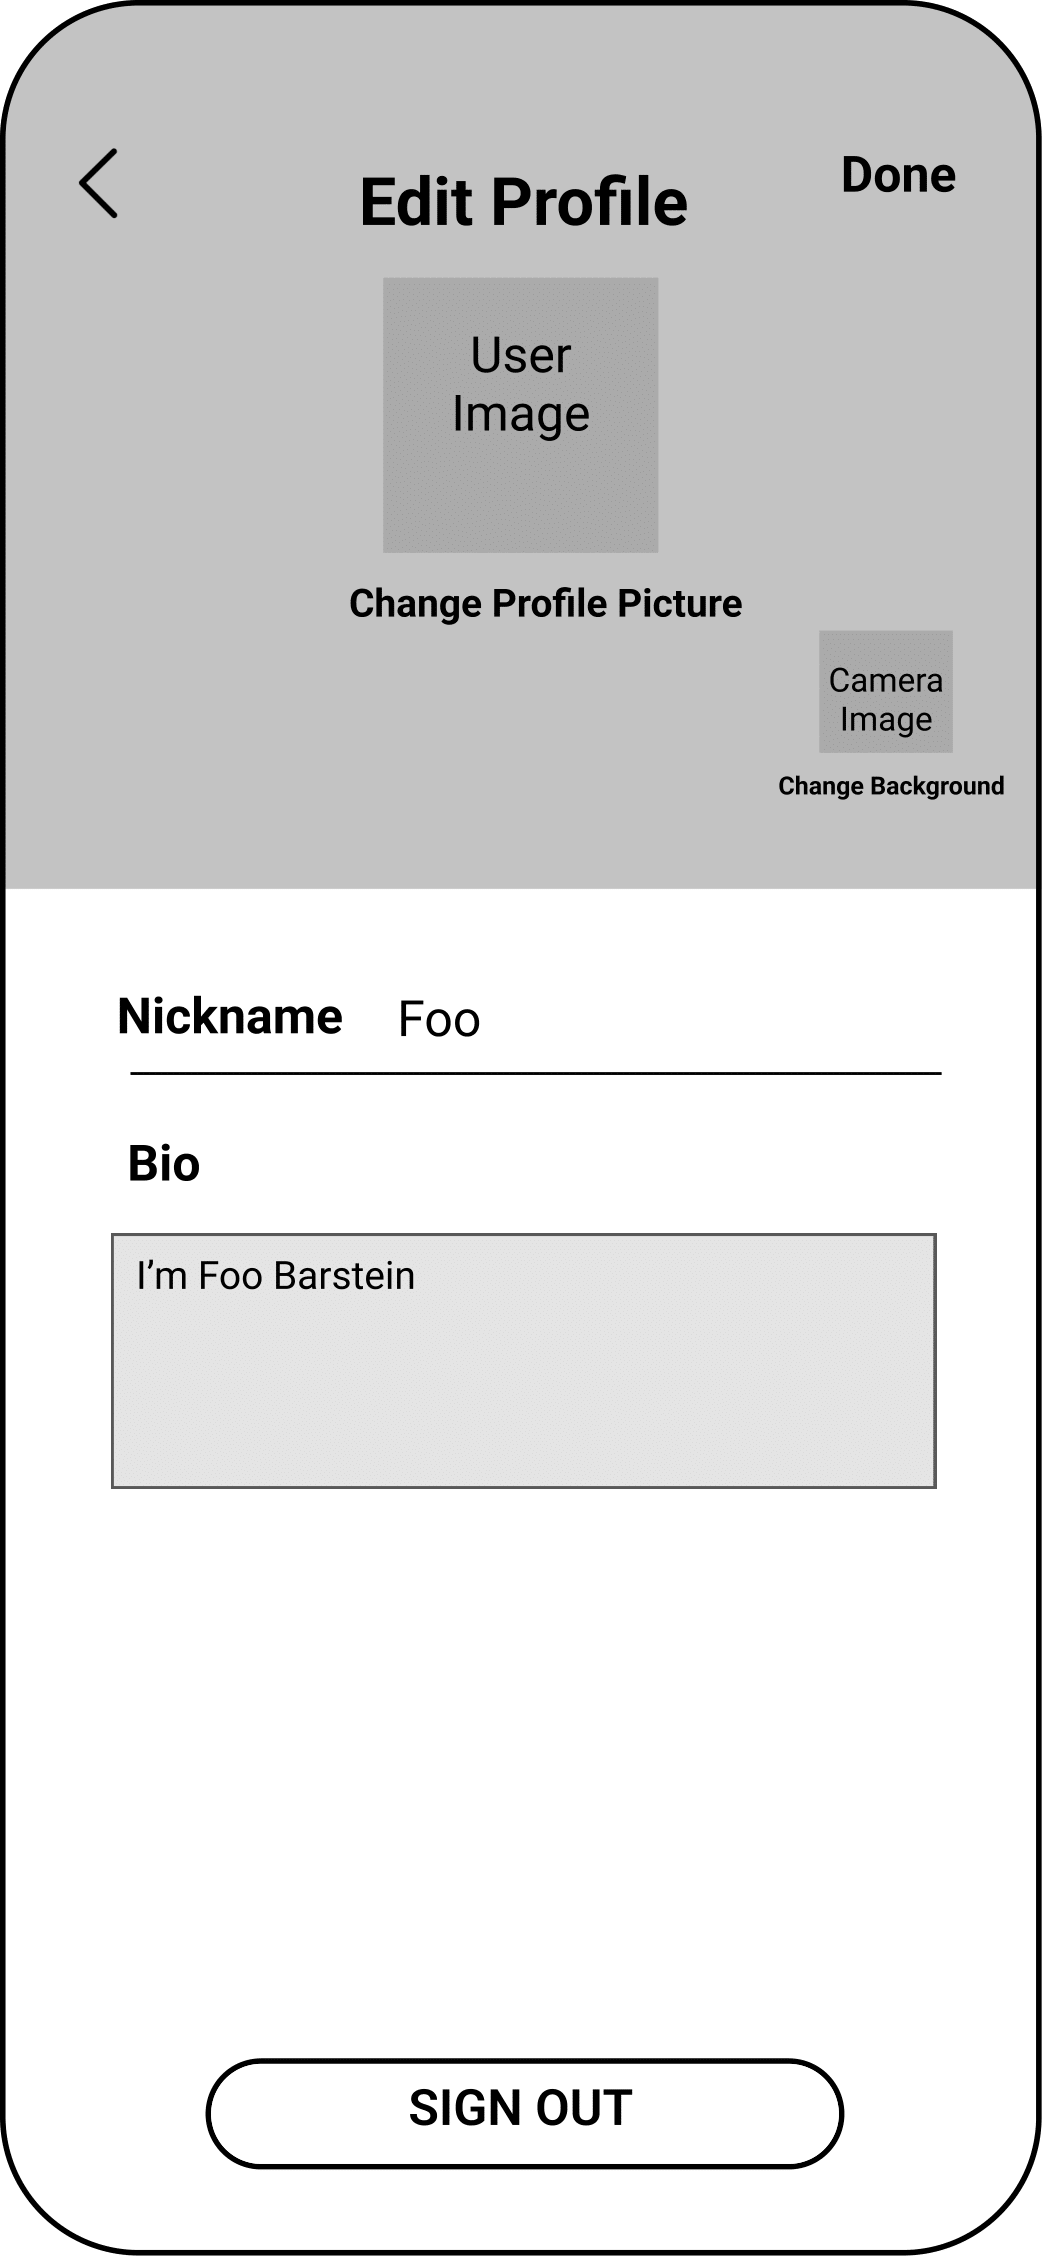 Edit Profile
Done
User
Image
Change Profile Picture
Camera
Image
Change Background
Nickname Foo
Bio
I’m Foo Barstein
SIGN OUT